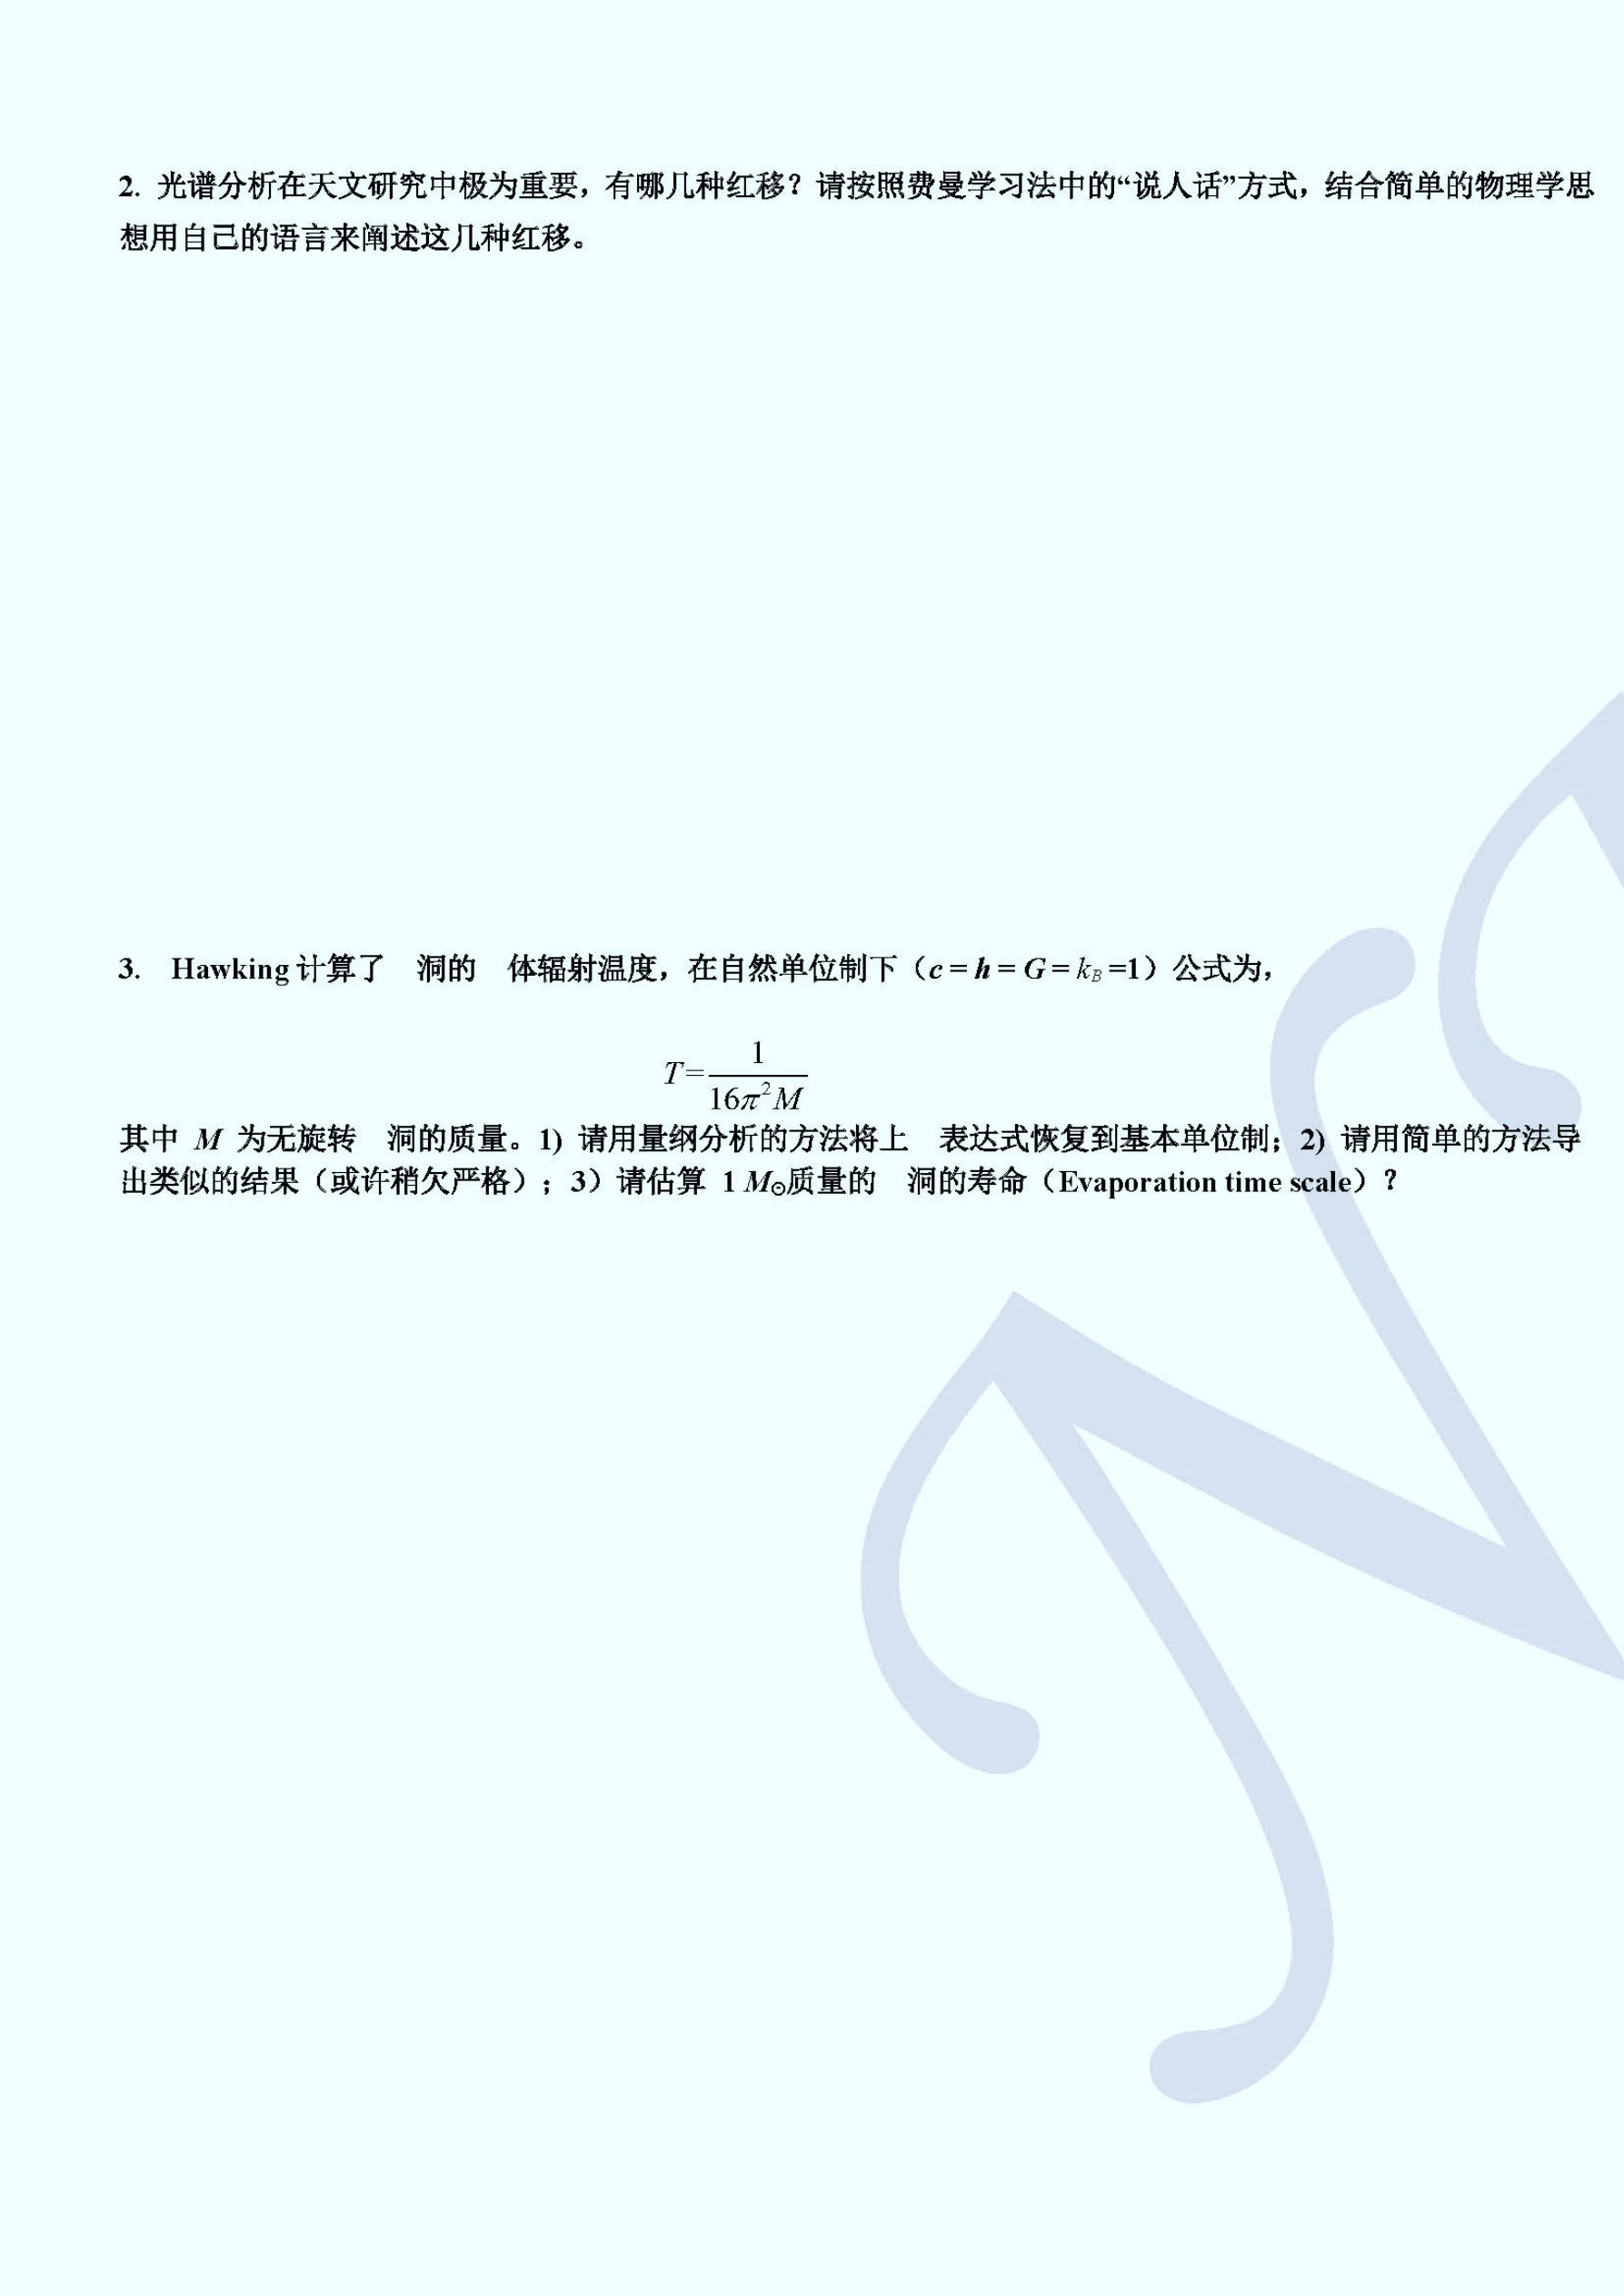 2. 光谱分析在天文研究中极为重要，有哪几种红移？请按照费曼学习法中的“说人话”方式，结合简单的物理学思
想用自己的语言来阐述这几种红移。
3. Hawking 计算了 洞的 体辐射温度，在自然单位制下（c = h = G = k_B =1）公式为，
T= 1 / 16π² M
其中 M 为无旋转 洞的质量。1) 请用量纲分析的方法将上 表达式恢复到基本单位制；2) 请用简单的方法导
出类似的结果（或许稍欠严格）；3）请估算 1 M⊙质量的 洞的寿命（Evaporation time scale）？